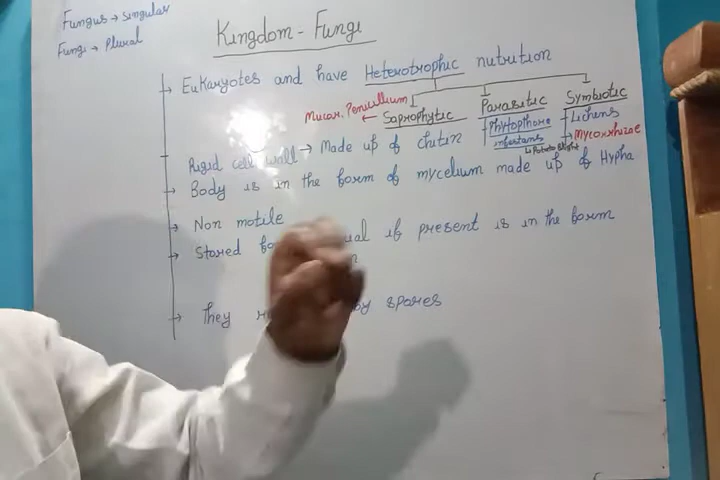 Fungus → Singular
Fungi → Plural
Kingdom - Fungi
→ Eukaryotes and have Heterotrophic nutrition
Mucor, Penicillium ← Saprophytic
Parasitic
Phytophthora
infestans
↳ Potato Blight
Symbiotic
→ Lichens
→ Mycorrhizae
→ Rigid cell wall → Made up of chitin
→ Body is in the form of mycelium made up of Hypha
→ Non motile
→ Stored if present is in the form
→ They by spores